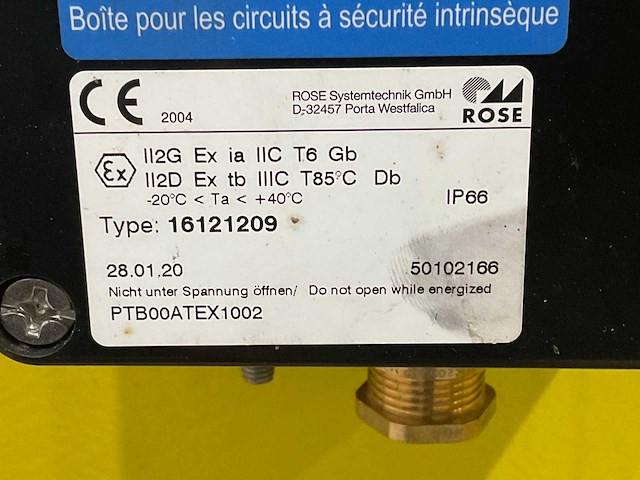 Boîte pour les circuits à sécurité intrinsèque
CE 2004
ROSE Systemtechnik GmbH
D-32457 Porta Westfalica
ROSE
Ex II2G Ex ia IIC T6 Gb
II2D Ex tb IIIC T85°C Db
-20°C < Ta < +40°C
IP66
Type: 16121209
28.01.20 50102166
Nicht unter Spannung öffnen/ Do not open while energized
PTB00ATEX1002